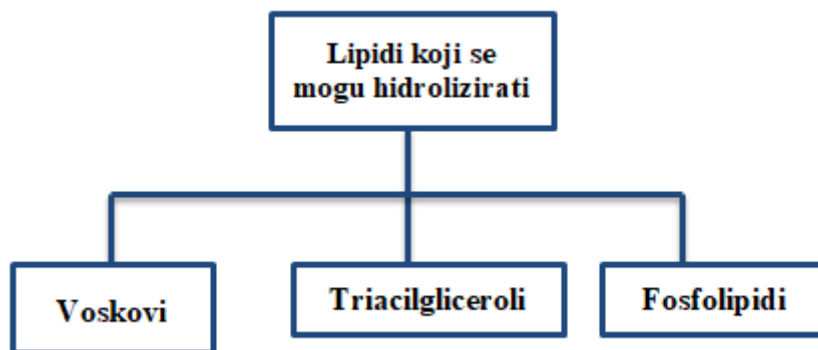 Lipidi koji se
mogu hidrolizirati
Voskovi
Triacilgliceroli
Fosfolipidi